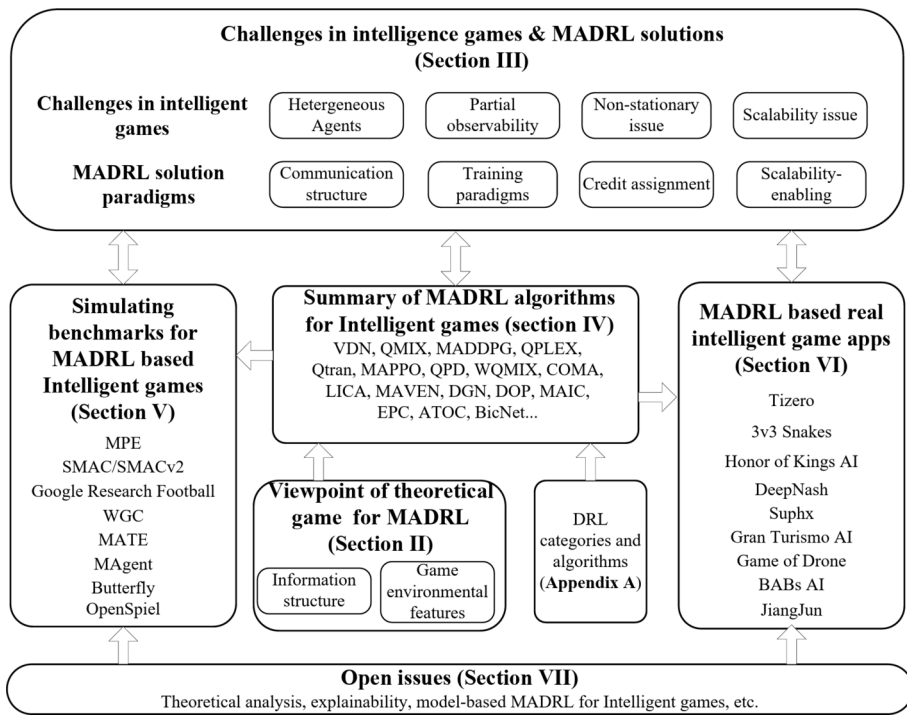 Challenges in intelligence games & MADRL solutions
(Section III)
Challenges in intelligent
games
Hetergeneous
Agents
Partial
observability
Non-stationary
issue
Scalability issue
MADRL solution
paradigms
Communication
structure
Training
paradigms
Credit assignment
Scalability-
enabling
Simulating
benchmarks for
MADRL based
Intelligent games
(Section V)
MPE
SMAC/SMACv2
Google Research Football
WGC
MATE
MAgent
Butterfly
OpenSpiel
Summary of MADRL algorithms
for Intelligent games (section IV)
VDN, QMIX, MADDPG, QPLEX,
Qtran, MAPPO, QPD, WQMIX, COMA,
LICA, MAVEN, DGN, DOP, MAIC,
EPC, ATOC, BicNet...
Viewpoint of theoretical
game for MADRL
(Section II)
Information
structure
Game
environmental
features
DRL
categories and
algorithms
(Appendix A)
MADRL based real
intelligent game apps
(Section VI)
Tizero
3v3 Snakes
Honor of Kings AI
DeepNash
Suphx
Gran Turismo AI
Game of Drone
BABs AI
JiangJun
Open issues (Section VII)
Theoretical analysis, explainability, model-based MADRL for Intelligent games, etc.